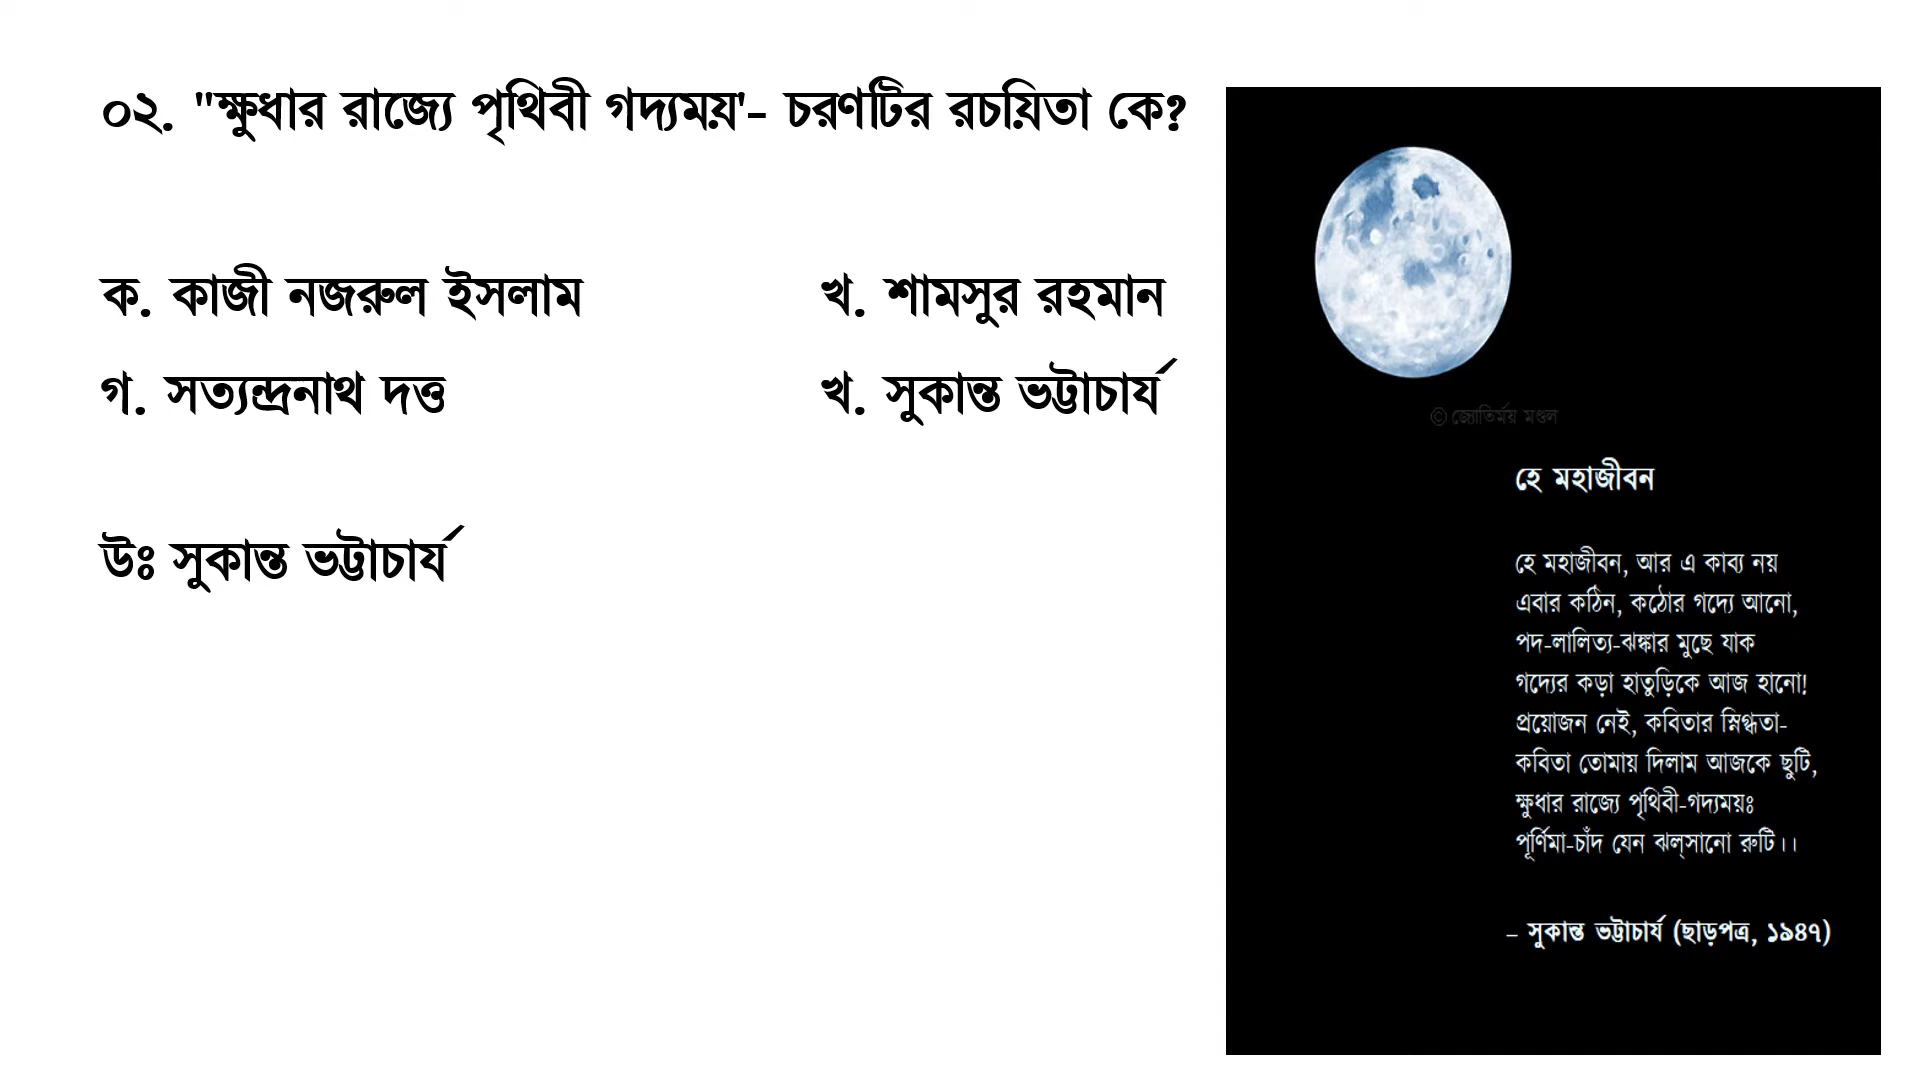 ০২. "ক্ষুধার রাজ্যে পৃথিবী গদ্যময়'- চরণটির রচয়িতা কে?
ক. কাজী নজরুল ইসলাম খ. শামসুর রহমান
গ. সত্যন্দ্রনাথ দত্ত খ. সুকান্ত ভট্টাচার্য
উঃ সুকান্ত ভট্টাচার্য
© জ্যোতির্ময় মণ্ডল
হে মহাজীবন
হে মহাজীবন, আর এ কাব্য নয়
এবার কঠিন, কঠোর গদ্যে আনো,
পদ-লালিত্য-ঝঙ্কার মুছে যাক
গদ্যের কড়া হাতুড়িকে আজ হানো!
প্রয়োজন নেই, কবিতার স্নিগ্ধতা-
কবিতা তোমায় দিলাম আজকে ছুটি,
ক্ষুধার রাজ্যে পৃথিবী-গদ্যময়ঃ
পূর্ণিমা-চাঁদ যেন ঝল্‌সানো রুটি।।
– সুকান্ত ভট্টাচার্য (ছাড়পত্র, ১৯৪৭)